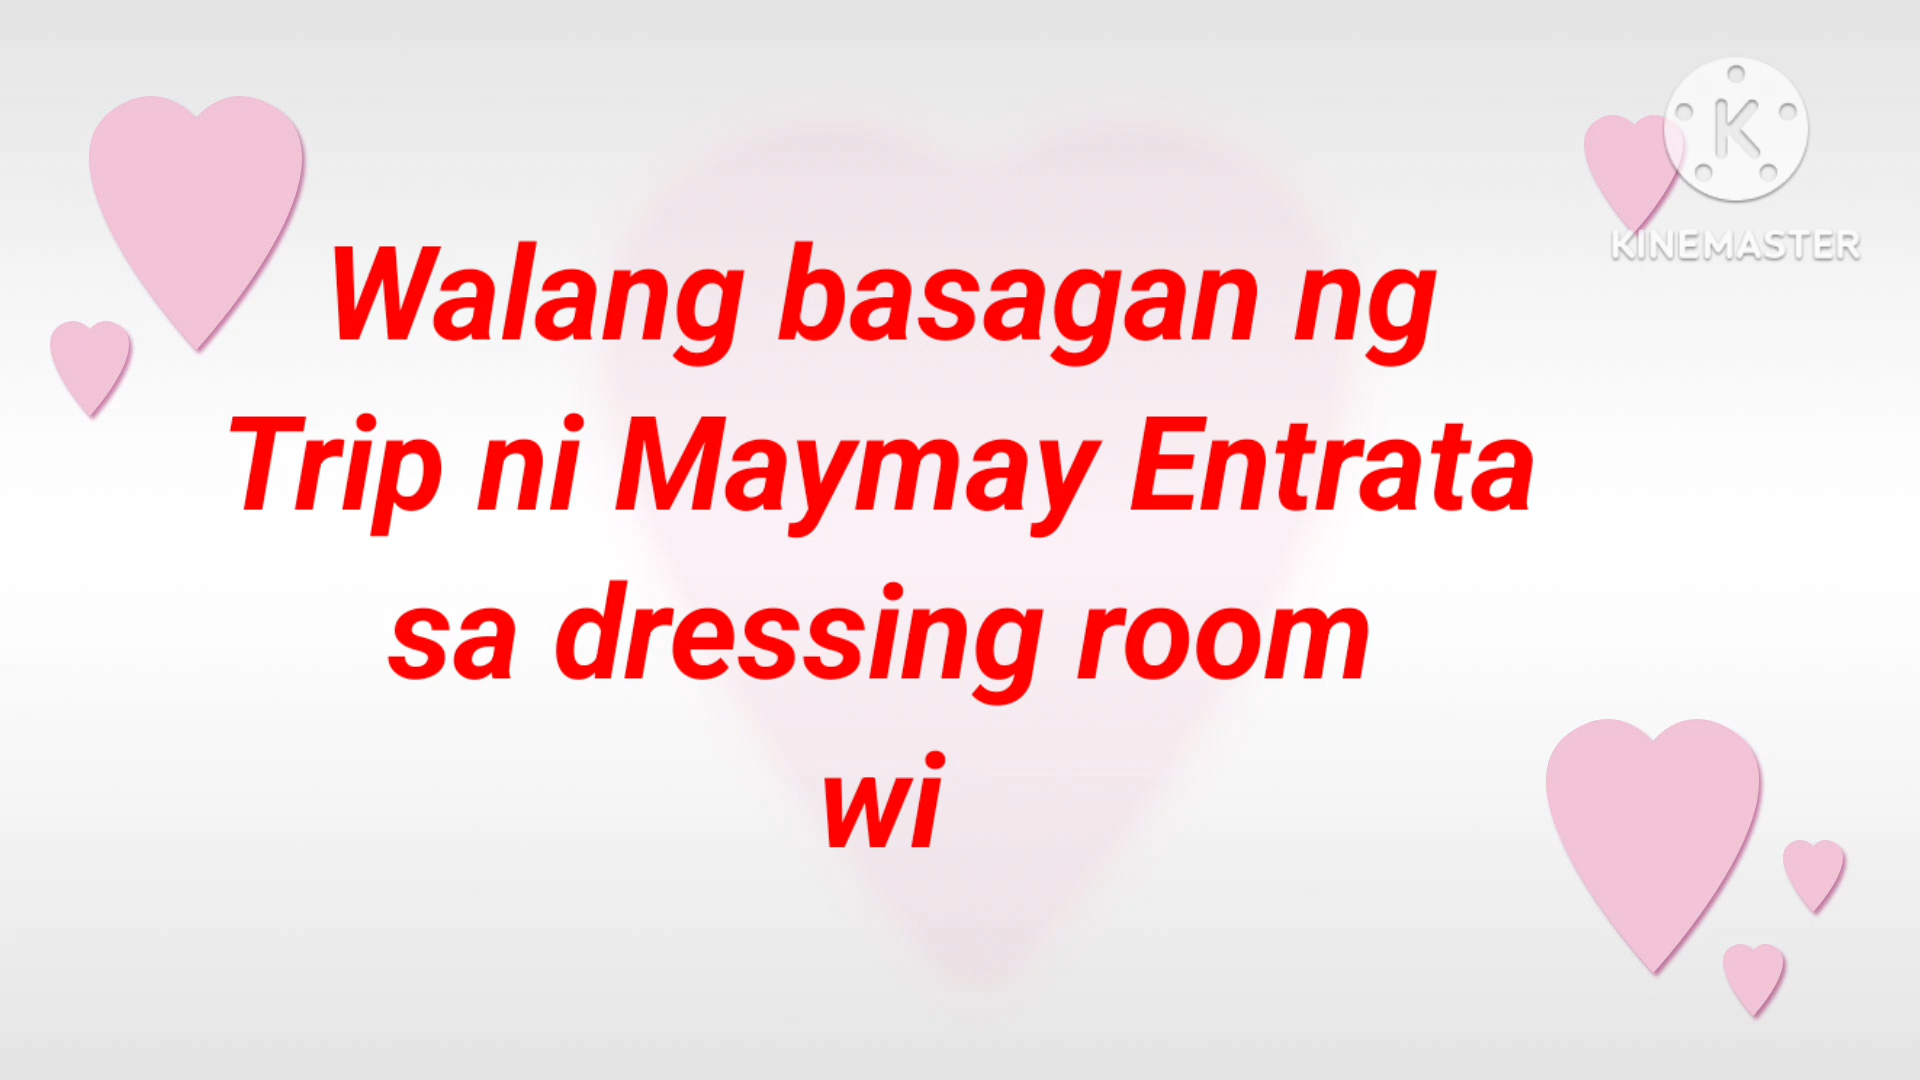 K
KINEMASTER
Walang basagan ng
Trip ni Maymay Entrata
sa dressing room
wi